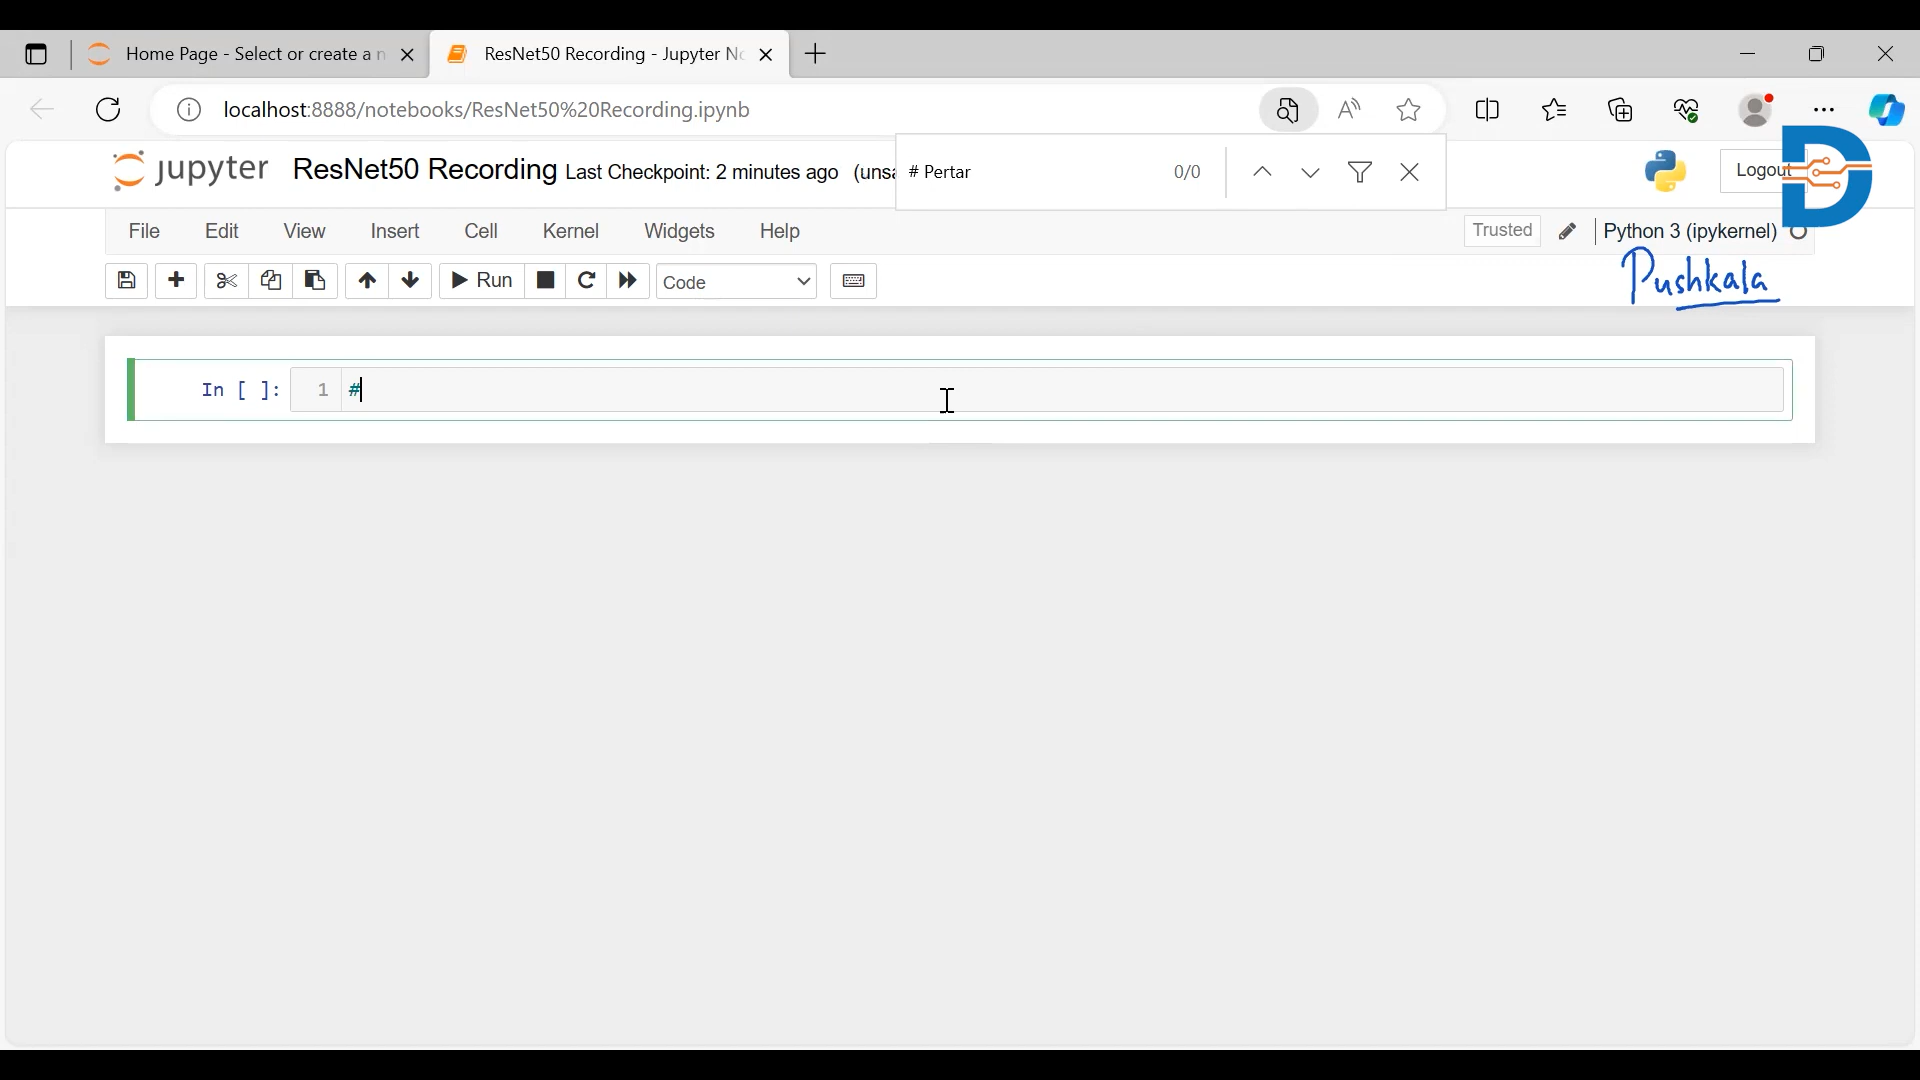 Home Page - Select or create a n
ResNet50 Recording - Jupyter No
localhost:8888/notebooks/ResNet50%20Recording.ipynb
jupyter ResNet50 Recording Last Checkpoint: 2 minutes ago (unsa
# Pertar 0/0
Logout
File Edit View Insert Cell Kernel Widgets Help
Trusted Python 3 (ipykernel)
Run Code
Pushkala
In [ ]: 1 #